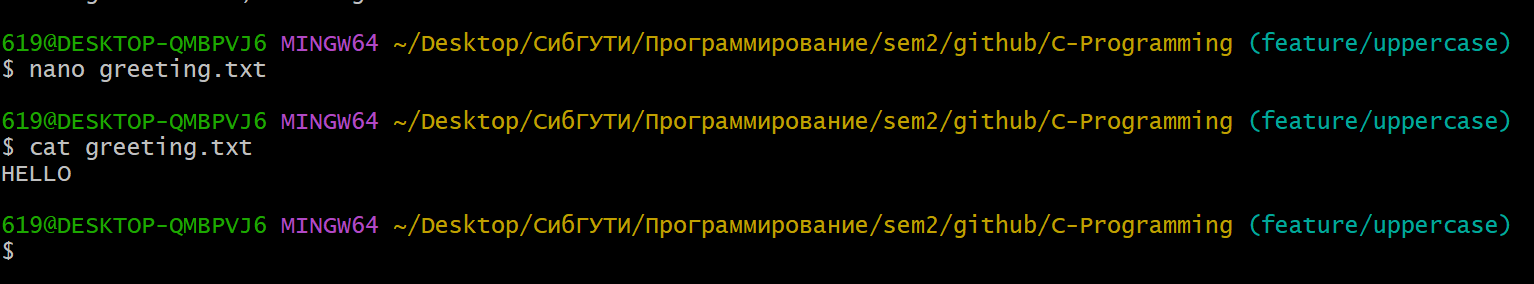 619@DESKTOP-QMBPVJ6 MINGW64 ~/Desktop/СибГУТИ/Программирование/sem2/github/C-Programming (feature/uppercase)
$ nano greeting.txt
619@DESKTOP-QMBPVJ6 MINGW64 ~/Desktop/СибГУТИ/Программирование/sem2/github/C-Programming (feature/uppercase)
$ cat greeting.txt
HELLO
619@DESKTOP-QMBPVJ6 MINGW64 ~/Desktop/СибГУТИ/Программирование/sem2/github/C-Programming (feature/uppercase)
$